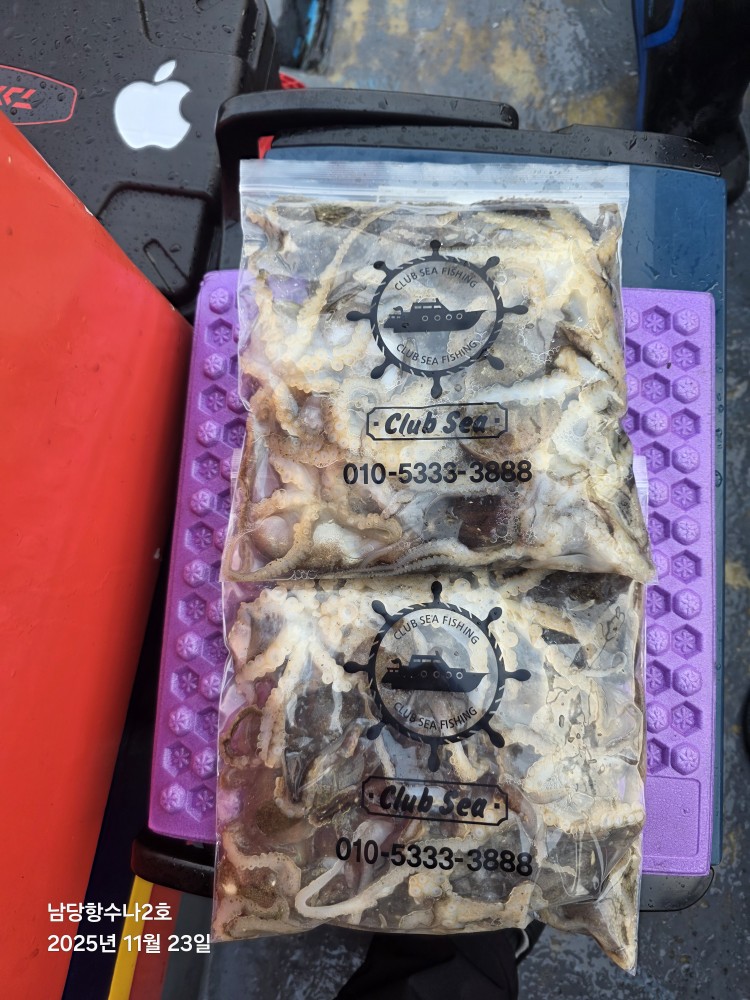 CLUB SEA FISHING
CLUB SEA FISHING
Club Sea
010-5333-3888
CLUB SEA FISHING
CLUB SEA FISHING
Club Sea
010-5333-3888
남당항수나2호
2025년 11월 23일